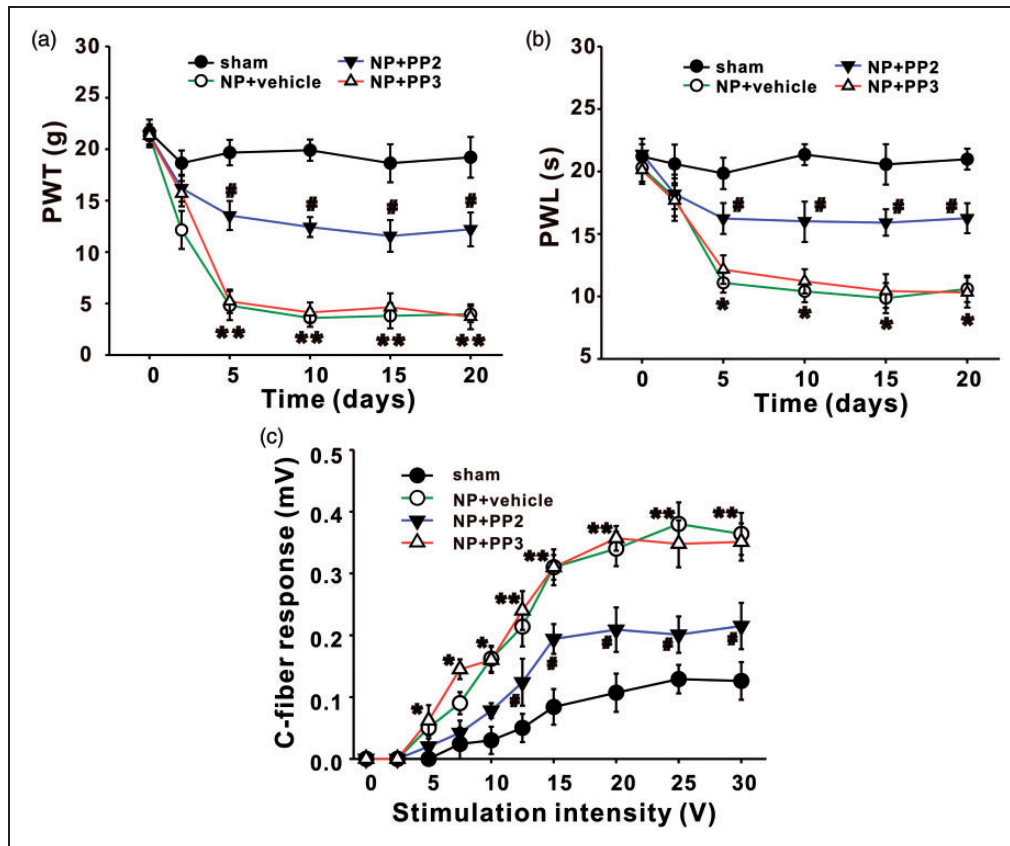 (a)
sham NP+PP2
NP+vehicle NP+PP3
30
25
20
15
10
5
0
PWT (g)
# # # #
** ** ** **
0 5 10 15 20
Time (days)
(b)
sham NP+PP2
NP+vehicle NP+PP3
30
25
20
15
10
5
PWL (s)
# # # #
* * * *
0 5 10 15 20
Time (days)
(c)
sham
NP+vehicle
NP+PP2
NP+PP3
0.5
0.4
0.3
0.2
0.1
0.0
C-fiber response (mV)
* * * ** ** ** ** **
# # # # #
0 5 10 15 20 25 30
Stimulation intensity (V)